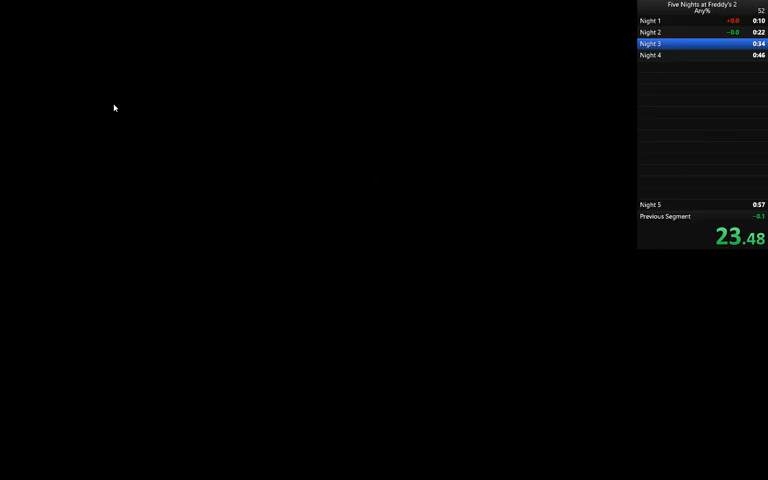 Five Nights at Freddy's 2
Any% 52
Night 1 +0.0 0:10
Night 2 −0.0 0:22
Night 3 0:34
Night 4 0:46
Night 5 0:57
Previous Segment −0.1
23.48